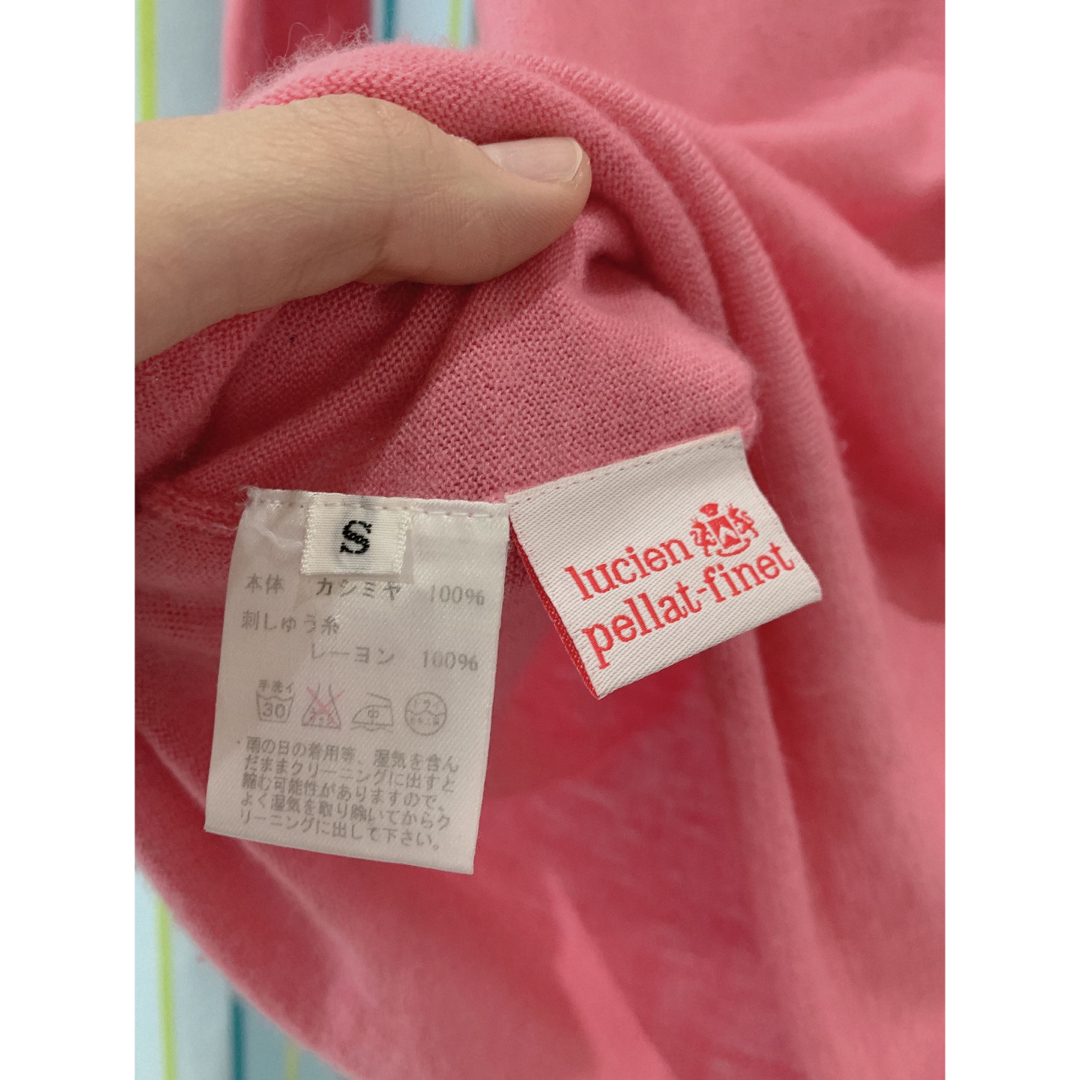 S
本体 カシミヤ 100%
刺しゅう糸
レーヨン 100%
手洗イ
30
中
雨の日の着用等、湿気を含ん
だままクリーニングに出すと
縮む可能性がありますので、
よく湿気を取り除いてからク
リーニングに出して下さい。
lucien
pellat-finet